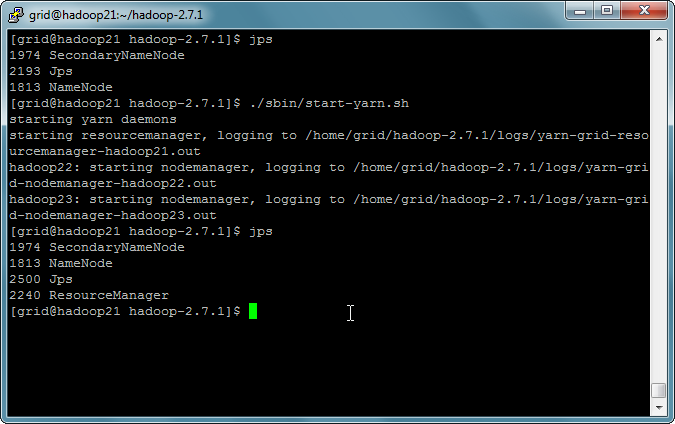 grid@hadoop21:~/hadoop-2.7.1
[grid@hadoop21 hadoop-2.7.1]$ jps
1974 SecondaryNameNode
2193 Jps
1813 NameNode
[grid@hadoop21 hadoop-2.7.1]$ ./sbin/start-yarn.sh
starting yarn daemons
starting resourcemanager, logging to /home/grid/hadoop-2.7.1/logs/yarn-grid-reso
urcemanager-hadoop21.out
hadoop22: starting nodemanager, logging to /home/grid/hadoop-2.7.1/logs/yarn-gri
d-nodemanager-hadoop22.out
hadoop23: starting nodemanager, logging to /home/grid/hadoop-2.7.1/logs/yarn-gri
d-nodemanager-hadoop23.out
[grid@hadoop21 hadoop-2.7.1]$ jps
1974 SecondaryNameNode
1813 NameNode
2500 Jps
2240 ResourceManager
[grid@hadoop21 hadoop-2.7.1]$